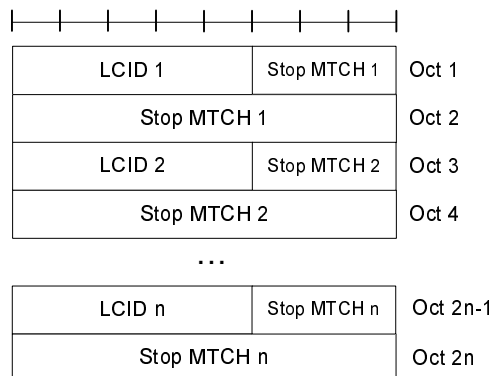 LCID 1 Stop MTCH 1 Oct 1
Stop MTCH 1 Oct 2
LCID 2 Stop MTCH 2 Oct 3
Stop MTCH 2 Oct 4
...
LCID n Stop MTCH n Oct 2n-1
Stop MTCH n Oct 2n